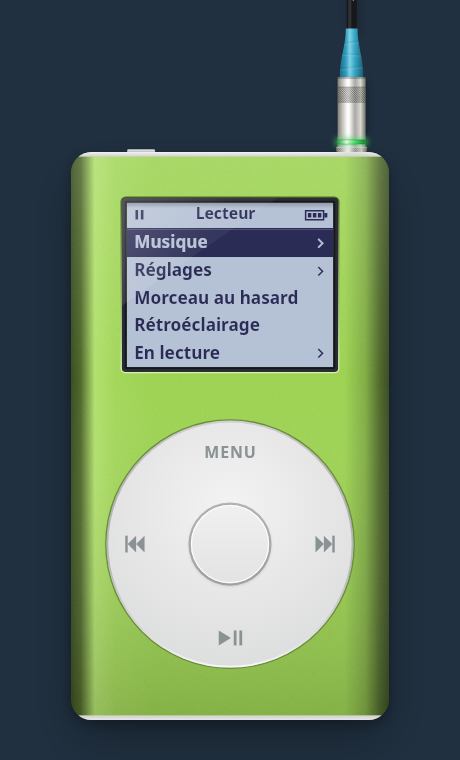 Lecteur
Musique
Réglages
Morceau au hasard
Rétroéclairage
En lecture
MENU